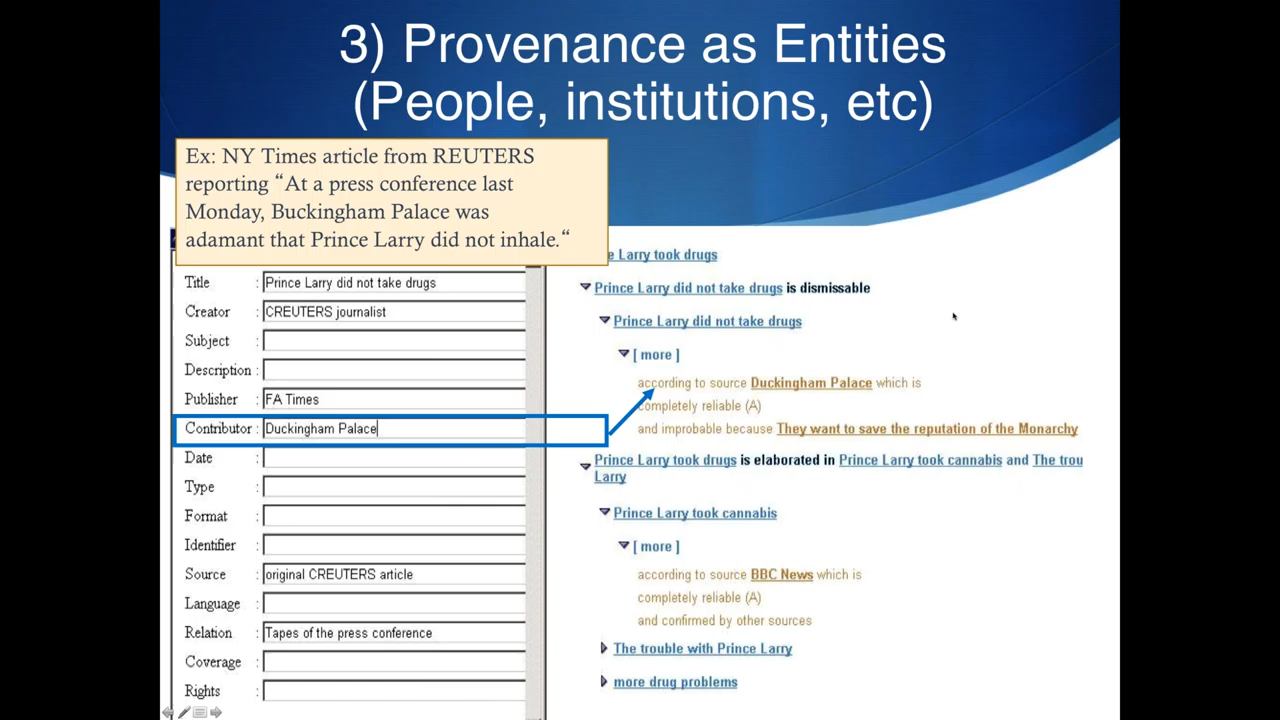 3) Provenance as Entities
(People, institutions, etc)
Ex: NY Times article from REUTERS
reporting “At a press conference last
Monday, Buckingham Palace was
adamant that Prince Larry did not inhale.“
Title : Prince Larry did not take drugs
Creator : CREUTERS journalist
Subject :
Description :
Publisher : FA Times
Contributor : Duckingham Palace
Date :
Type :
Format :
Identifier :
Source : original CREUTERS article
Language :
Relation : Tapes of the press conference
Coverage :
Rights :
e Larry took drugs
Prince Larry did not take drugs is dismissable
Prince Larry did not take drugs
[ more ]
according to source Duckingham Palace which is
completely reliable (A)
and improbable because They want to save the reputation of the Monarchy
Prince Larry took drugs is elaborated in Prince Larry took cannabis and The trou
Larry
Prince Larry took cannabis
[ more ]
according to source BBC News which is
completely reliable (A)
and confirmed by other sources
The trouble with Prince Larry
more drug problems